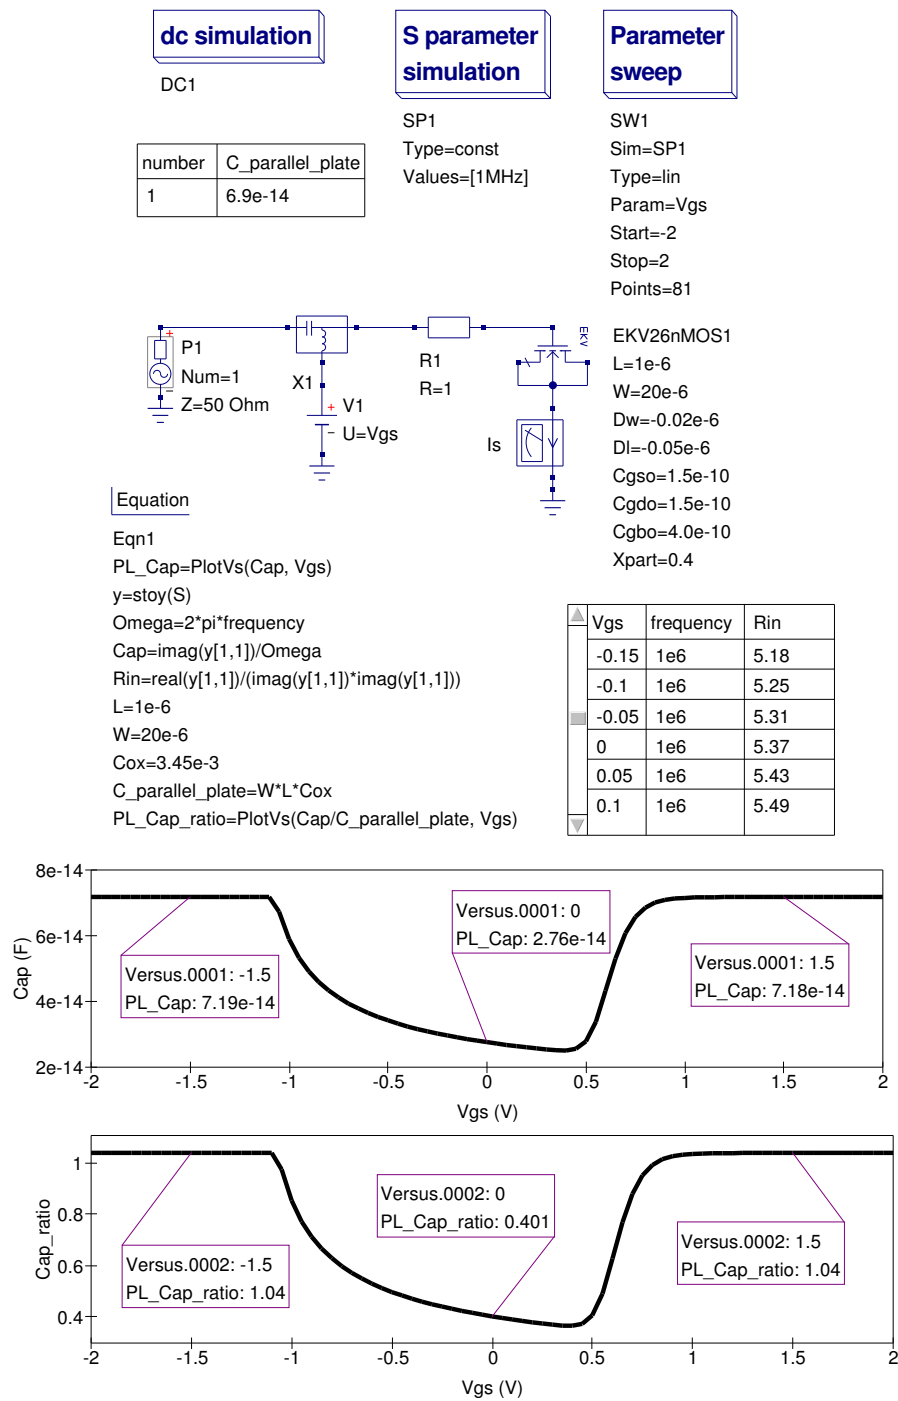 dc simulation
DC1
S parameter
simulation
SP1
Type=const
Values=[1MHz]
Parameter
sweep
SW1
Sim=SP1
Type=lin
Param=Vgs
Start=-2
Stop=2
Points=81
number C_parallel_plate
1 6.9e-14
P1
Num=1
Z=50 Ohm
X1
V1
U=Vgs
R1
R=1
EKV
Is
EKV26nMOS1
L=1e-6
W=20e-6
Dw=-0.02e-6
Dl=-0.05e-6
Cgso=1.5e-10
Cgdo=1.5e-10
Cgbo=4.0e-10
Xpart=0.4
Equation
Eqn1
PL_Cap=PlotVs(Cap, Vgs)
y=stoy(S)
Omega=2*pi*frequency
Cap=imag(y[1,1])/Omega
Rin=real(y[1,1])/(imag(y[1,1])*imag(y[1,1]))
L=1e-6
W=20e-6
Cox=3.45e-3
C_parallel_plate=W*L*Cox
PL_Cap_ratio=PlotVs(Cap/C_parallel_plate, Vgs)
Vgs frequency Rin
-0.15 1e6 5.18
-0.1 1e6 5.25
-0.05 1e6 5.31
0 1e6 5.37
0.05 1e6 5.43
0.1 1e6 5.49
8e-14
6e-14
4e-14
2e-14
Cap (F)
Versus.0001: -1.5
PL_Cap: 7.19e-14
Versus.0001: 0
PL_Cap: 2.76e-14
Versus.0001: 1.5
PL_Cap: 7.18e-14
-2 -1.5 -1 -0.5 0 0.5 1 1.5 2
Vgs (V)
1
0.8
0.6
0.4
Cap_ratio
Versus.0002: -1.5
PL_Cap_ratio: 1.04
Versus.0002: 0
PL_Cap_ratio: 0.401
Versus.0002: 1.5
PL_Cap_ratio: 1.04
-2 -1.5 -1 -0.5 0 0.5 1 1.5 2
Vgs (V)